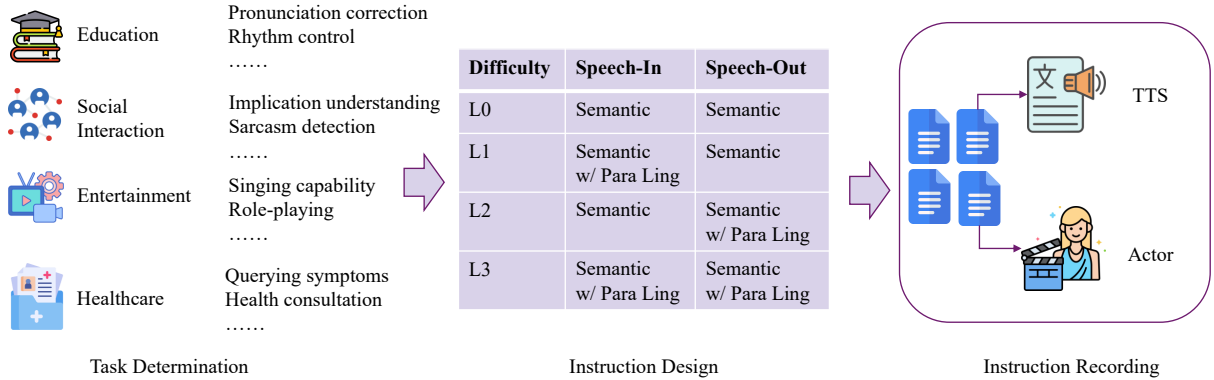 Education
Pronunciation correction
Rhythm control
……
Social
Interaction
Implication understanding
Sarcasm detection
……
Entertainment
Singing capability
Role-playing
……
Healthcare
Querying symptoms
Health consultation
……
Task Determination
Difficulty Speech-In Speech-Out
L0 Semantic Semantic
L1 Semantic Semantic
w/ Para Ling
L2 Semantic Semantic
w/ Para Ling
L3 Semantic Semantic
w/ Para Ling w/ Para Ling
Instruction Design
文
TTS
Actor
Instruction Recording